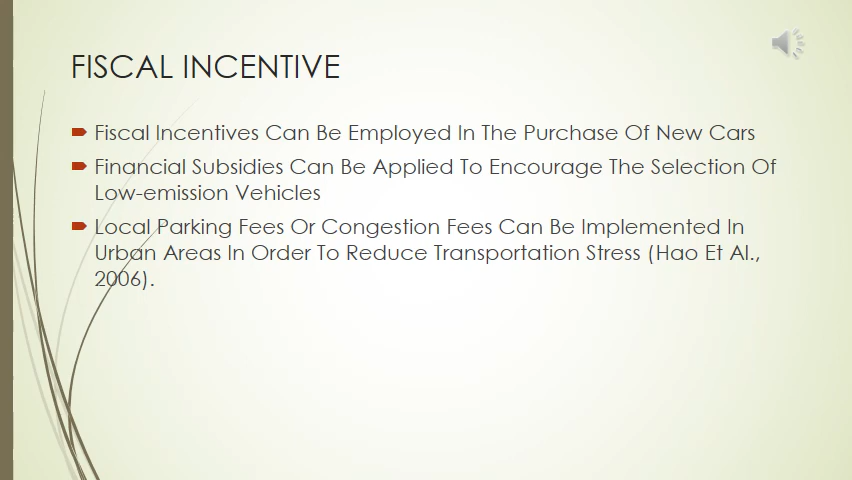 FISCAL INCENTIVE
Fiscal Incentives Can Be Employed In The Purchase Of New Cars
Financial Subsidies Can Be Applied To Encourage The Selection Of
Low-emission Vehicles
Local Parking Fees Or Congestion Fees Can Be Implemented In
Urban Areas In Order To Reduce Transportation Stress (Hao Et Al.,
2006).